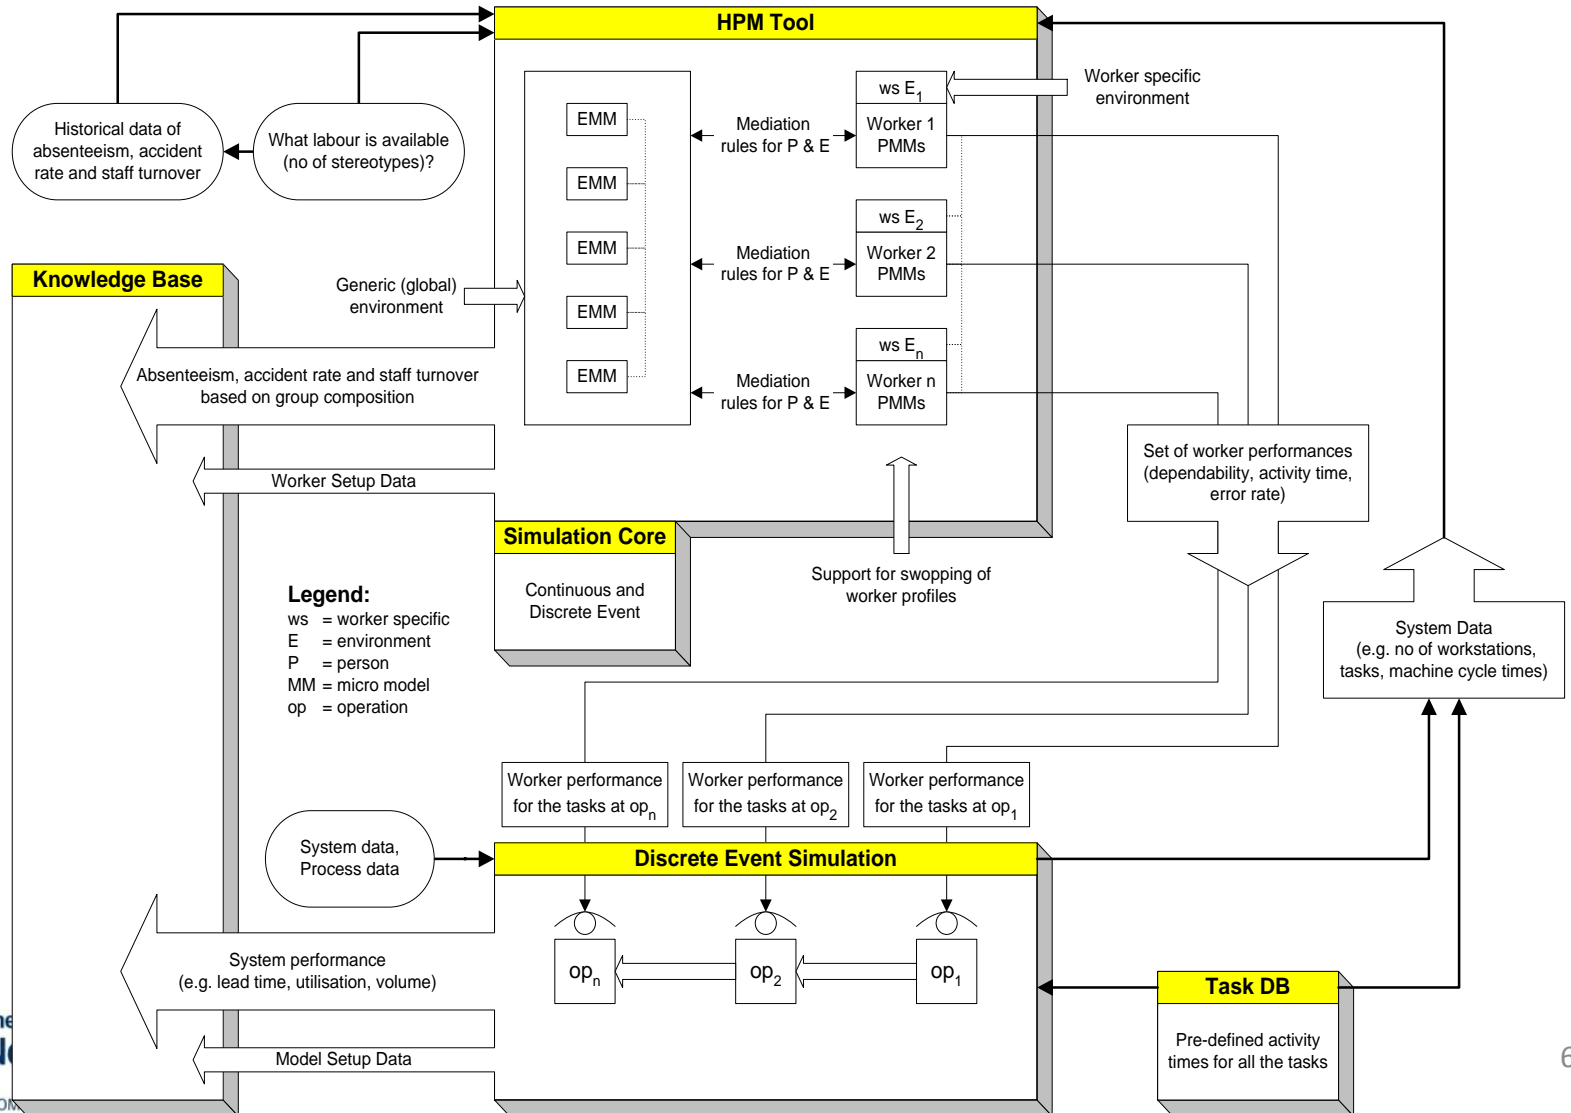 HPM Tool
Historical data of
absenteeism, accident
rate and staff turnover
What labour is available
(no of stereotypes)?
EMM
EMM
EMM
EMM
EMM
Mediation
rules for P & E
Mediation
rules for P & E
Mediation
rules for P & E
ws E1
Worker 1
PMMs
ws E2
Worker 2
PMMs
ws En
Worker n
PMMs
Worker specific
environment
Generic (global)
environment
Knowledge Base
Absenteeism, accident rate and staff turnover
based on group composition
Worker Setup Data
Simulation Core
Continuous and
Discrete Event
Support for swopping of
worker profiles
Set of worker performances
(dependability, activity time,
error rate)
System Data
(e.g. no of workstations,
tasks, machine cycle times)
Legend:
ws = worker specific
E = environment
P = person
MM = micro model
op = operation
Worker performance
for the tasks at opn
Worker performance
for the tasks at op2
Worker performance
for the tasks at op1
System data,
Process data
Discrete Event Simulation
opn
op2
op1
System performance
(e.g. lead time, utilisation, volume)
Model Setup Data
Task DB
Pre-defined activity
times for all the tasks
6